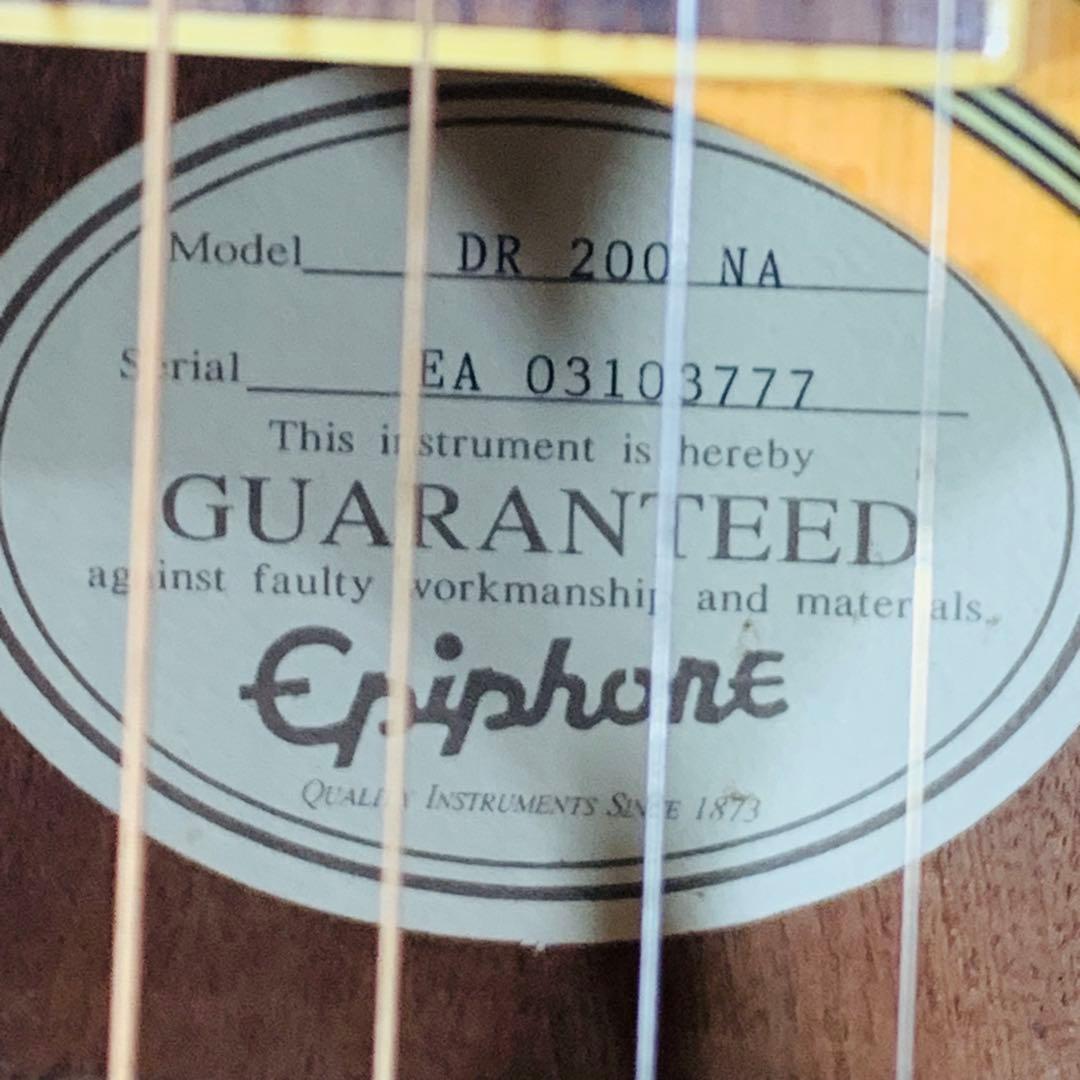 Model DR 200 NA
Serial EA 03103777
This instrument is hereby
GUARANTEED
against faulty workmanship and materials.
Epiphone
QUALITY INSTRUMENTS SINCE 1873